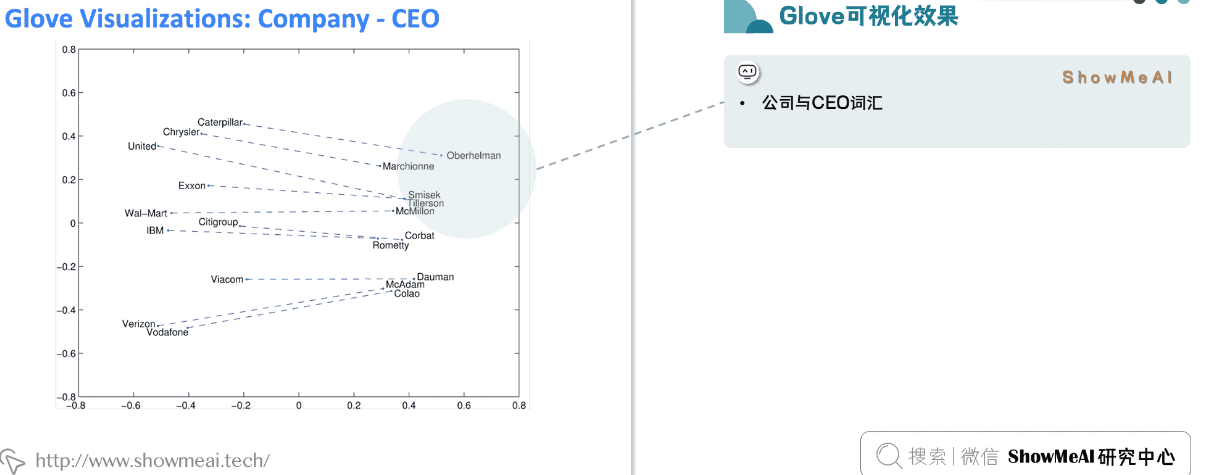 Glove Visualizations: Company - CEO
0.8
0.6
0.4
0.2
0
−0.2
−0.4
−0.6
−0.8
−0.8 −0.6 −0.4 −0.2 0 0.2 0.4 0.6 0.8
Caterpillar
Chrysler
United
Oberhelman
Marchionne
Exxon
Smisek
Tillerson
Wal−Mart
McMillon
Citigroup
IBM
Corbat
Rometty
Viacom
Dauman
McAdam
Colao
Verizon
Vodafone
http://www.showmeai.tech/
Glove可视化效果
ShowMeAI
• 公司与CEO词汇
搜索 | 微信 ShowMeAI 研究中心